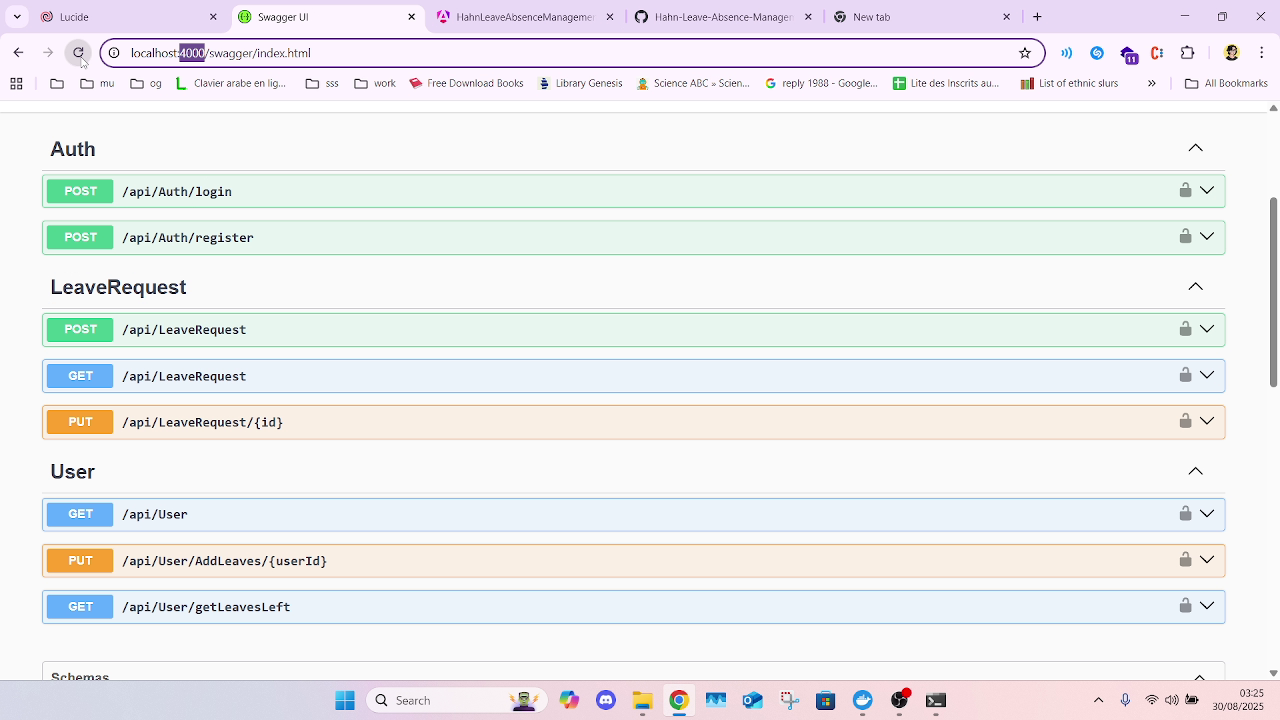 Lucide
Swagger UI
HahnLeaveAbsenceManageme
Hahn-Leave-Absence-Manager
New tab
localhost:4000/swagger/index.html
11
mu
og
Clavier arabe en lig...
sss
work
Free Download Books
Library Genesis
Science ABC » Scien...
reply 1988 - Google...
Lite des Inscrits au...
List of ethnic slurs
»
All Bookmarks
Auth
POST /api/Auth/login
POST /api/Auth/register
LeaveRequest
POST /api/LeaveRequest
GET /api/LeaveRequest
PUT /api/LeaveRequest/{id}
User
GET /api/User
PUT /api/User/AddLeaves/{userId}
GET /api/User/getLeavesLeft
Schemas
Search
03:25
30/08/2025